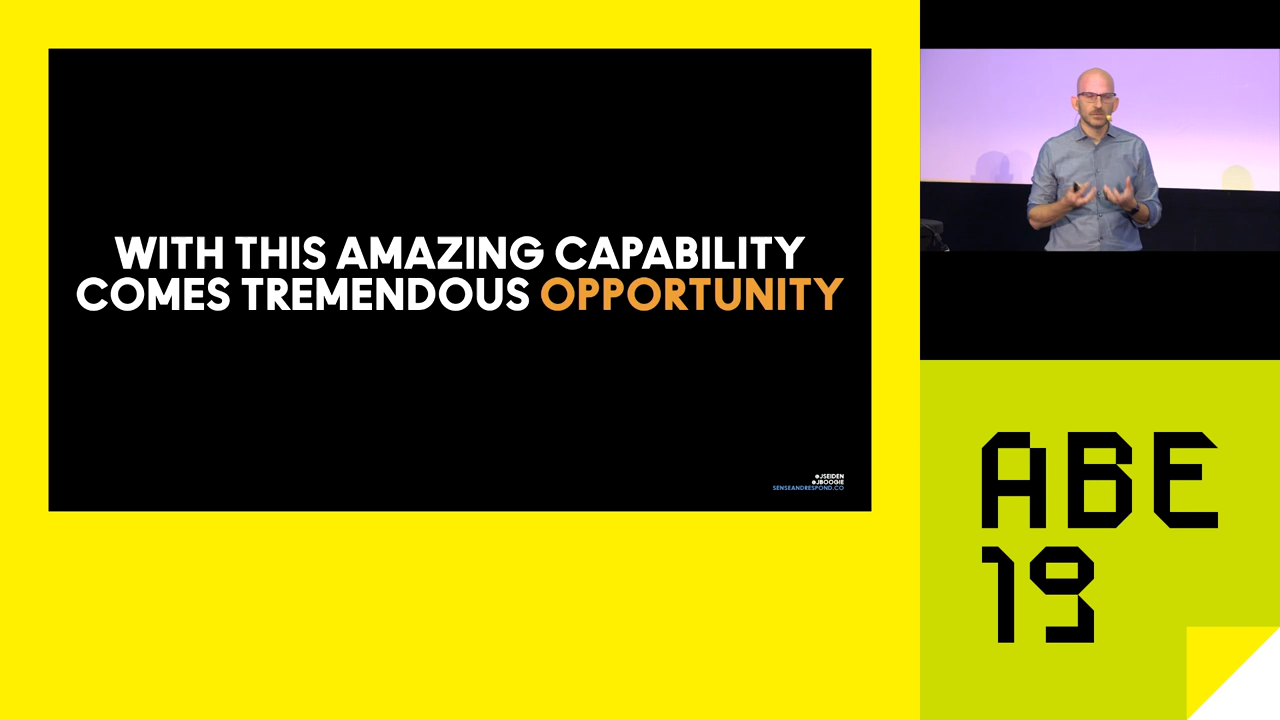 WITH THIS AMAZING CAPABILITY
COMES TREMENDOUS OPPORTUNITY
@JSEIDEN
@JBOOGIE
SENSEANDRESPOND.CO
ABE
19